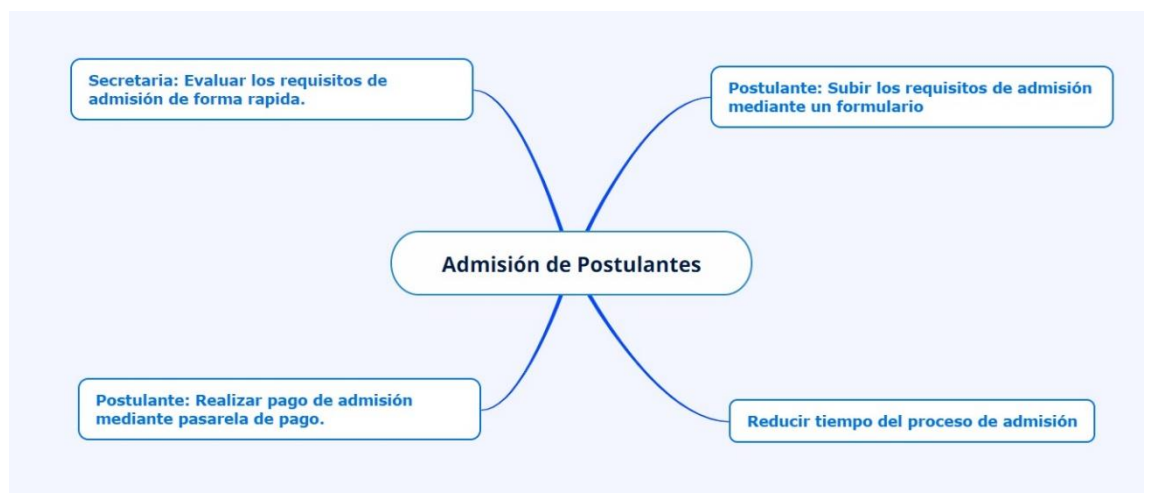 Secretaria: Evaluar los requisitos de
admisión de forma rapida.
Postulante: Subir los requisitos de admisión
mediante un formulario
Admisión de Postulantes
Postulante: Realizar pago de admisión
mediante pasarela de pago.
Reducir tiempo del proceso de admisión